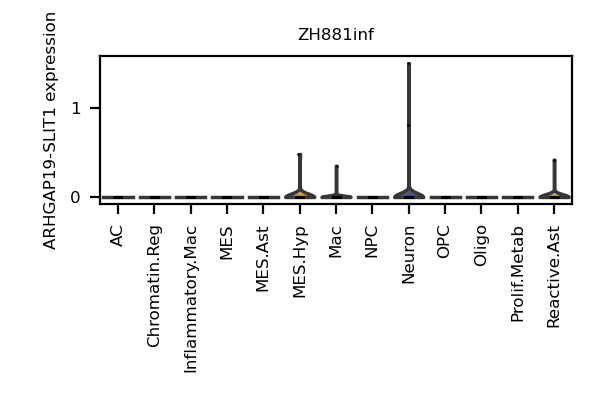 ZH881inf
ARHGAP19-SLIT1 expression
1
0
AC
Chromatin.Reg
Inflammatory.Mac
MES
MES.Ast
MES.Hyp
Mac
NPC
Neuron
OPC
Oligo
Prolif.Metab
Reactive.Ast